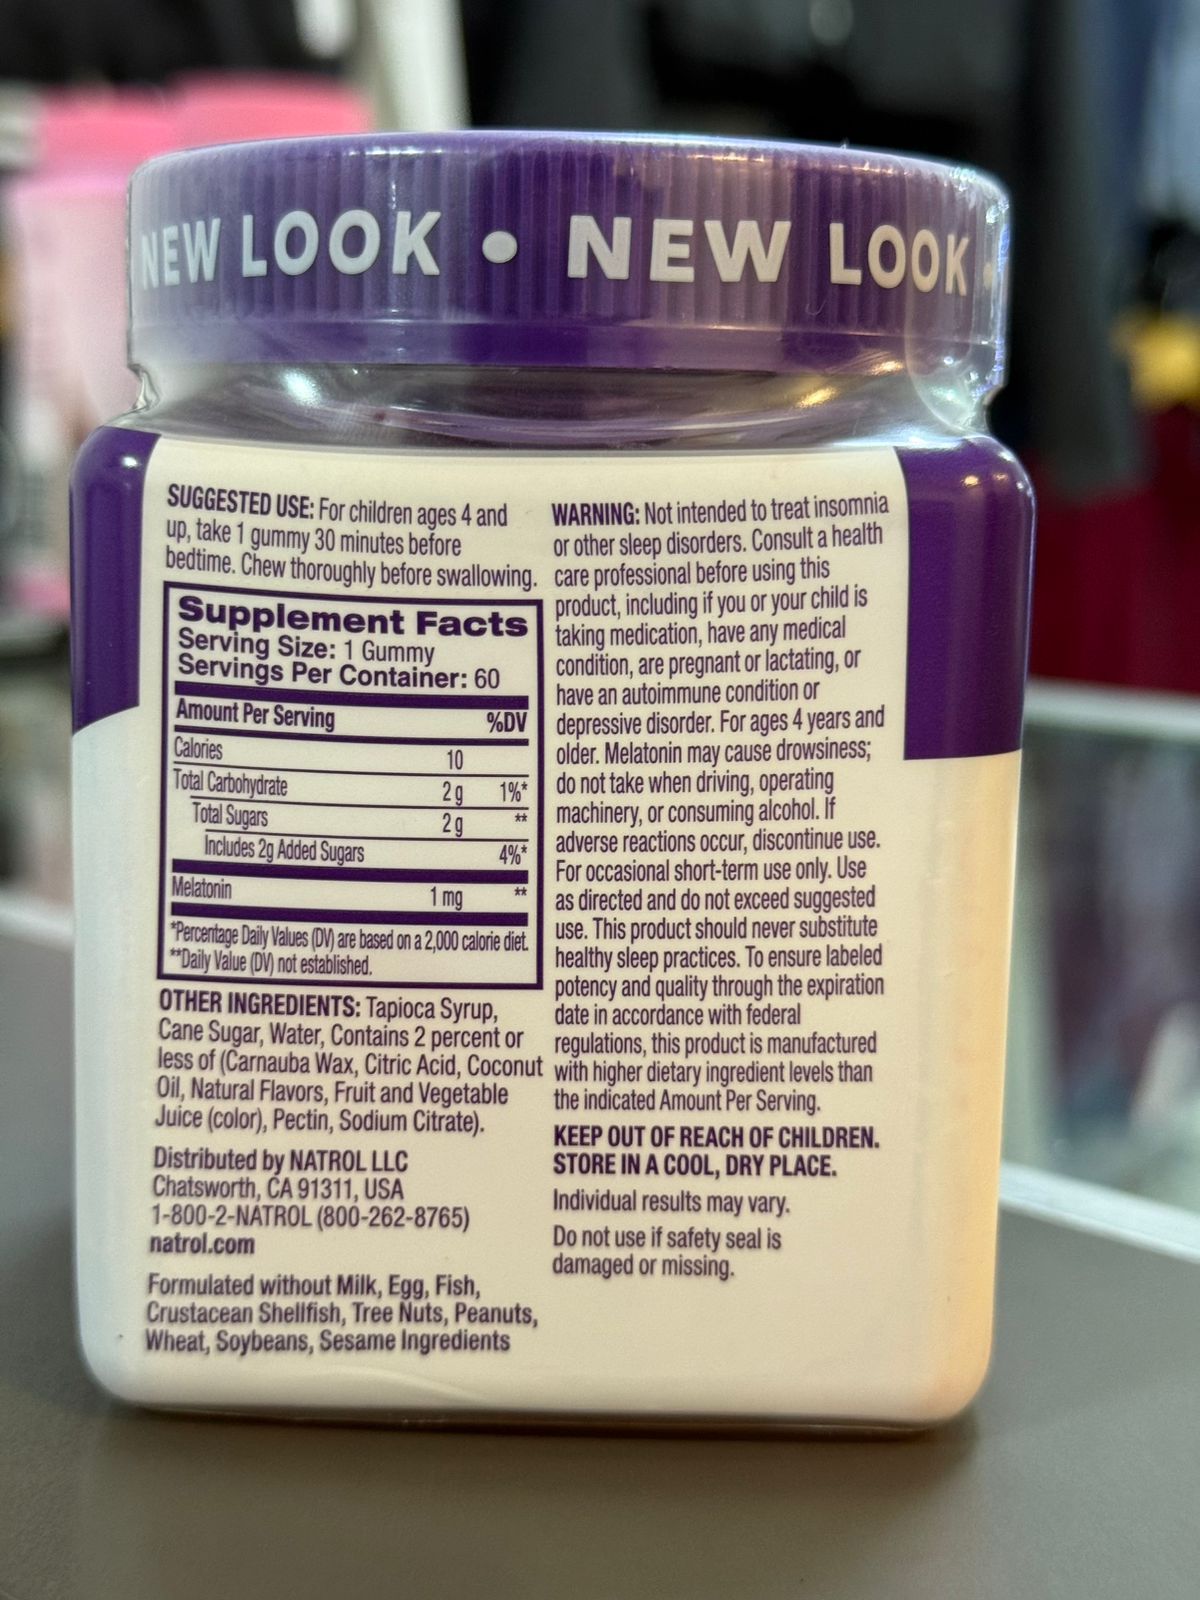 NEW LOOK • NEW LOOK
SUGGESTED USE: For children ages 4 and
up, take 1 gummy 30 minutes before
bedtime. Chew thoroughly before swallowing.
Supplement Facts
Serving Size: 1 Gummy
Servings Per Container: 60
Amount Per Serving %DV
Calories 10
Total Carbohydrate 2 g 1%*
Total Sugars 2 g **
Includes 2g Added Sugars 4%*
Melatonin 1 mg **
*Percentage Daily Values (DV) are based on a 2,000 calorie diet.
**Daily Value (DV) not established.
OTHER INGREDIENTS: Tapioca Syrup,
Cane Sugar, Water, Contains 2 percent or
less of (Carnauba Wax, Citric Acid, Coconut
Oil, Natural Flavors, Fruit and Vegetable
Juice (color), Pectin, Sodium Citrate).
Distributed by NATROL LLC
Chatsworth, CA 91311, USA
1-800-2-NATROL (800-262-8765)
natrol.com
Formulated without Milk, Egg, Fish,
Crustacean Shellfish, Tree Nuts, Peanuts,
Wheat, Soybeans, Sesame Ingredients
WARNING: Not intended to treat insomnia
or other sleep disorders. Consult a health
care professional before using this
product, including if you or your child is
taking medication, have any medical
condition, are pregnant or lactating, or
have an autoimmune condition or
depressive disorder. For ages 4 years and
older. Melatonin may cause drowsiness;
do not take when driving, operating
machinery, or consuming alcohol. If
adverse reactions occur, discontinue use.
For occasional short-term use only. Use
as directed and do not exceed suggested
use. This product should never substitute
healthy sleep practices. To ensure labeled
potency and quality through the expiration
date in accordance with federal
regulations, this product is manufactured
with higher dietary ingredient levels than
the indicated Amount Per Serving.
KEEP OUT OF REACH OF CHILDREN.
STORE IN A COOL, DRY PLACE.
Individual results may vary.
Do not use if safety seal is
damaged or missing.